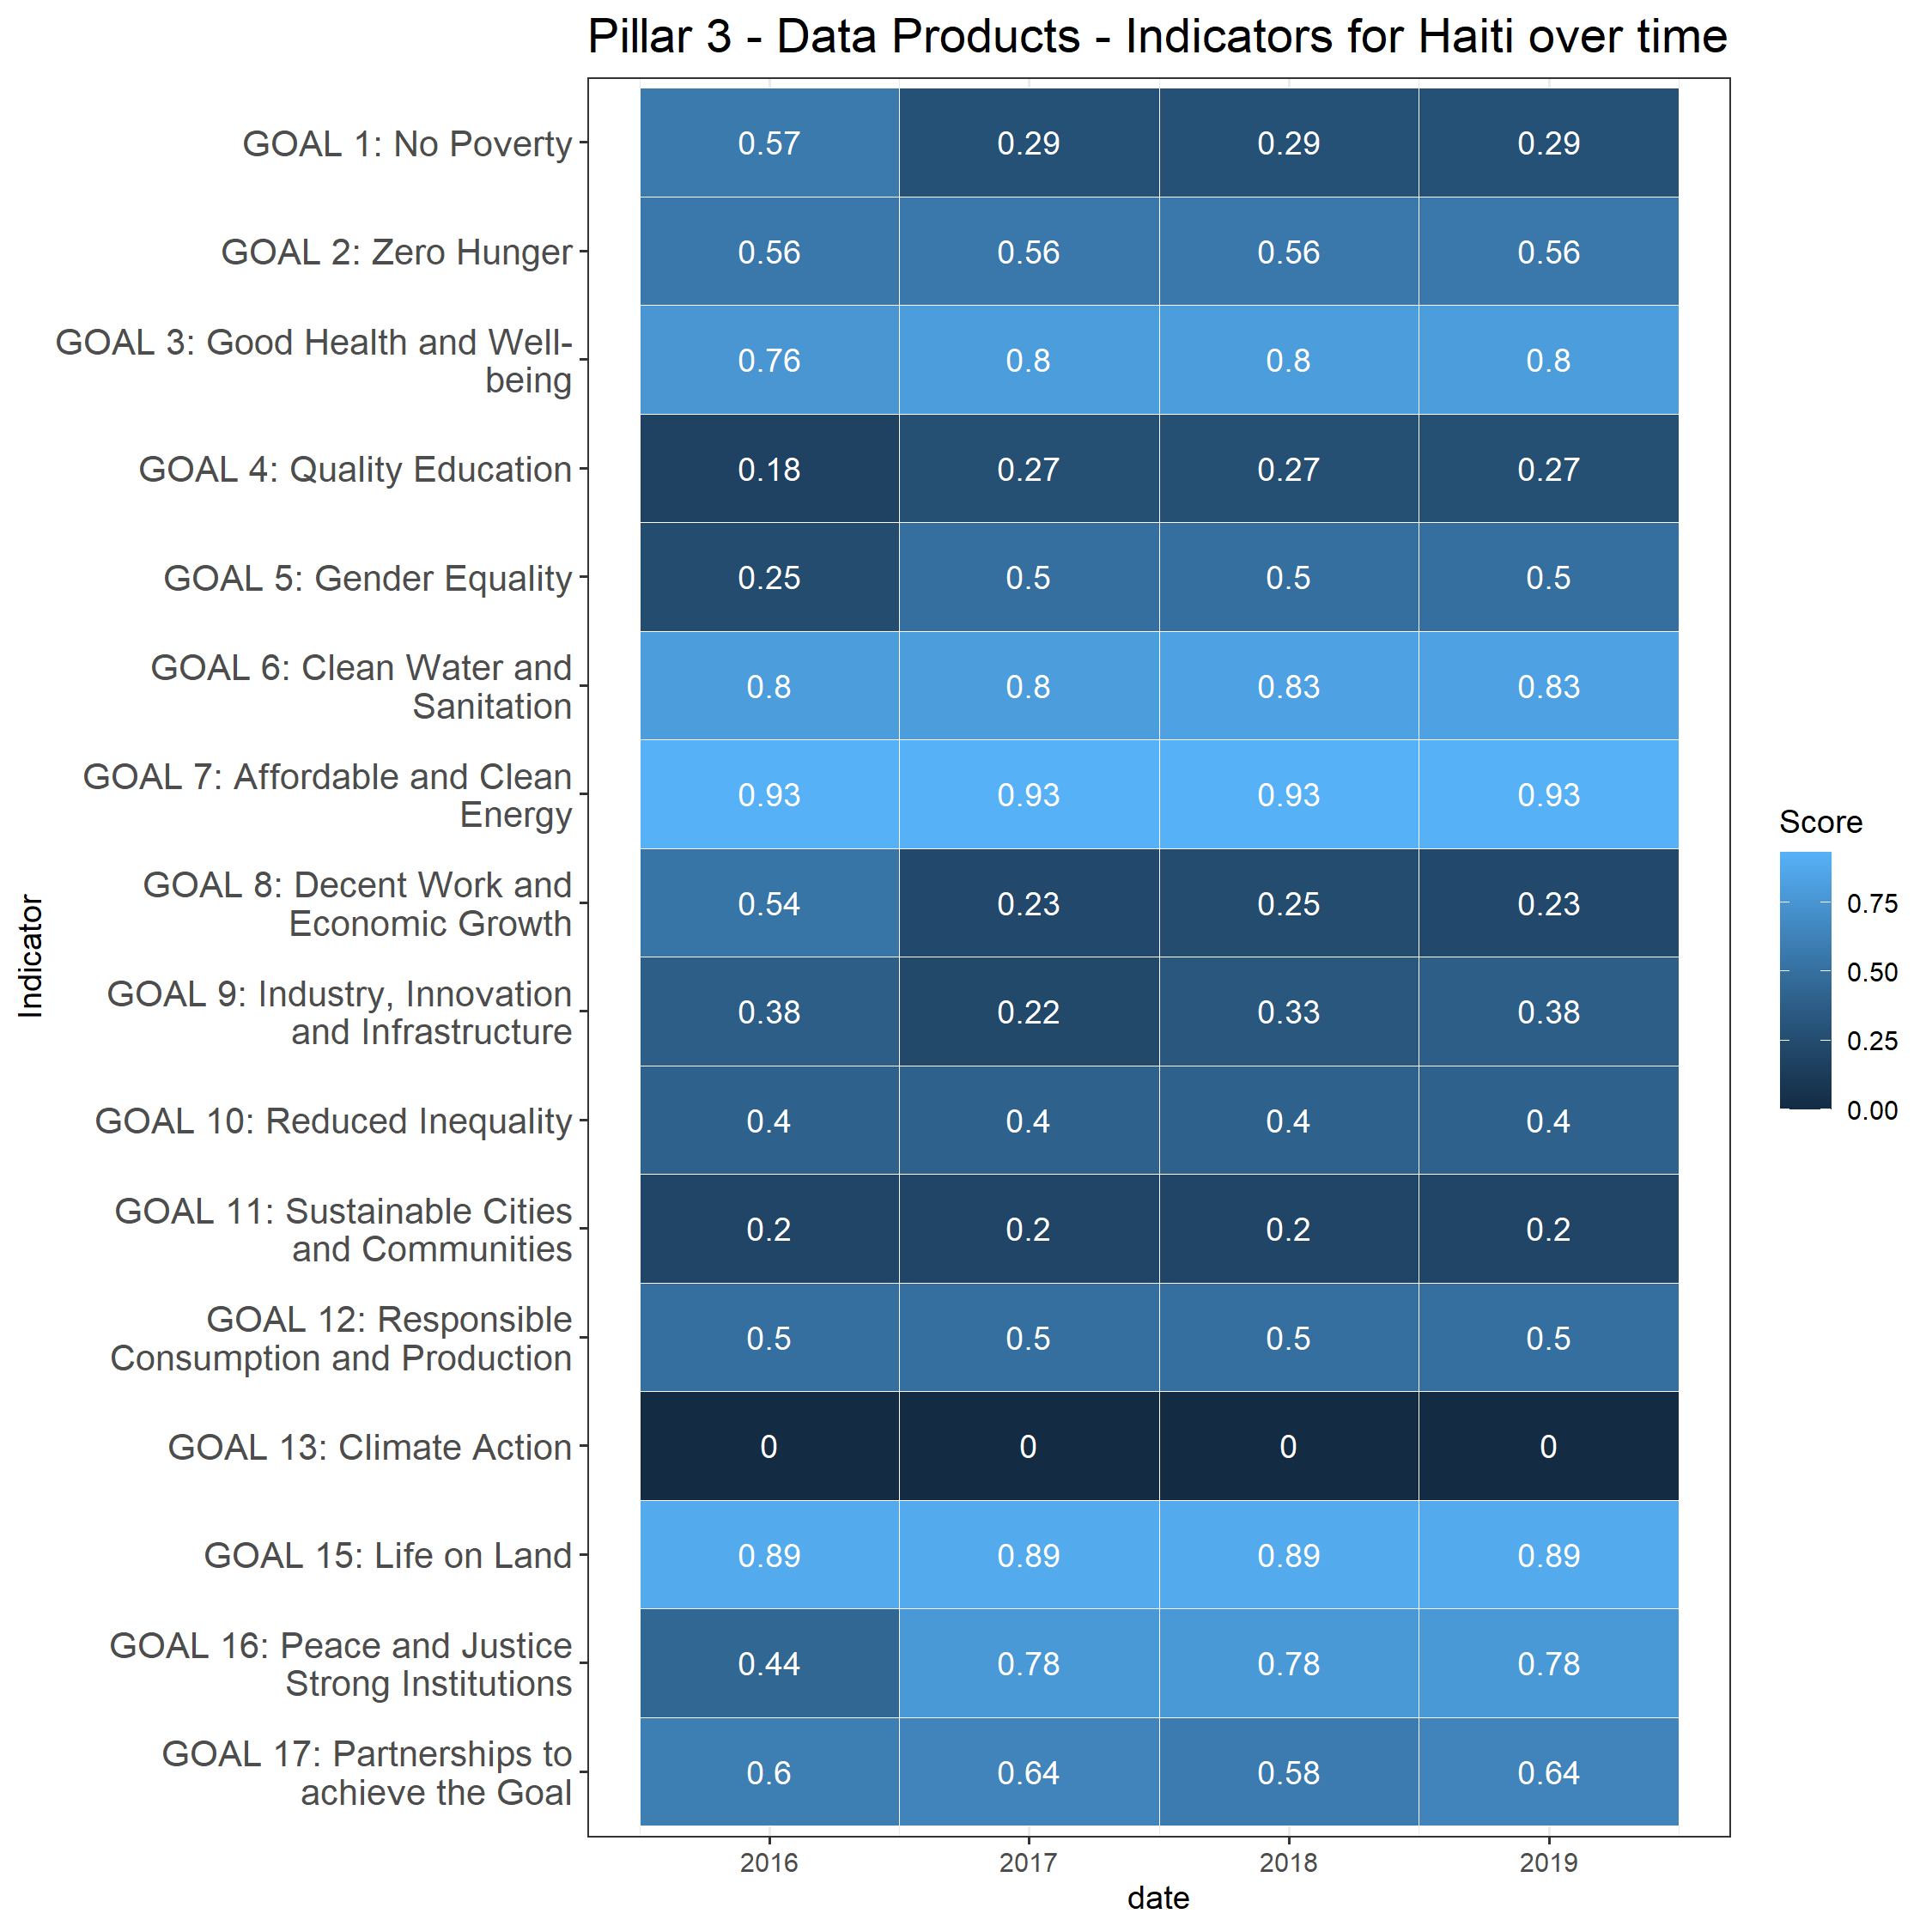 Pillar 3 - Data Products - Indicators for Haiti over time
Indicator
GOAL 1: No Poverty
0.57 0.29 0.29 0.29
GOAL 2: Zero Hunger
0.56 0.56 0.56 0.56
GOAL 3: Good Health and Well-
being
0.76 0.8 0.8 0.8
GOAL 4: Quality Education
0.18 0.27 0.27 0.27
GOAL 5: Gender Equality
0.25 0.5 0.5 0.5
GOAL 6: Clean Water and
Sanitation
0.8 0.8 0.83 0.83
GOAL 7: Affordable and Clean
Energy
0.93 0.93 0.93 0.93
GOAL 8: Decent Work and
Economic Growth
0.54 0.23 0.25 0.23
GOAL 9: Industry, Innovation
and Infrastructure
0.38 0.22 0.33 0.38
GOAL 10: Reduced Inequality
0.4 0.4 0.4 0.4
GOAL 11: Sustainable Cities
and Communities
0.2 0.2 0.2 0.2
GOAL 12: Responsible
Consumption and Production
0.5 0.5 0.5 0.5
GOAL 13: Climate Action
0 0 0 0
GOAL 15: Life on Land
0.89 0.89 0.89 0.89
GOAL 16: Peace and Justice
Strong Institutions
0.44 0.78 0.78 0.78
GOAL 17: Partnerships to
achieve the Goal
0.6 0.64 0.58 0.64
2016 2017 2018 2019
date
Score
0.75
0.50
0.25
0.00